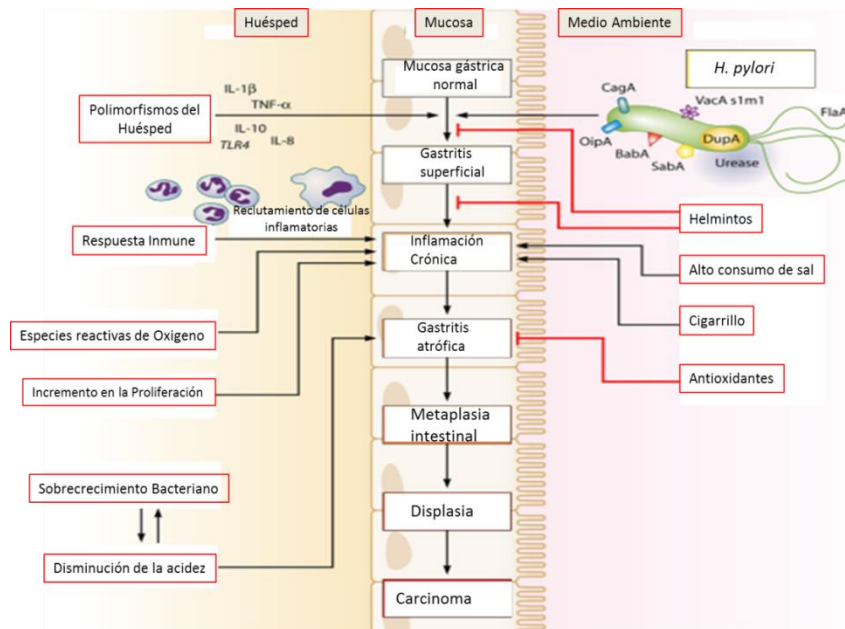 Huésped
Mucosa
Medio Ambiente
Mucosa gástrica
normal
H. pylori
IL-1β
TNF-α
IL-10
TLR4
IL-8
Polimorfismos del
Huésped
CagA
VacA s1m1
FlaA
OipA
DupA
BabA
SabA
Urease
Gastritis
superficial
Reclutamiento de células
inflamatorias
Helmintos
Respuesta Inmune
Inflamación
Crónica
Alto consumo de sal
Especies reactivas de Oxigeno
Gastritis
atrófica
Cigarrillo
Incremento en la Proliferación
Antioxidantes
Metaplasia
intestinal
Sobrecrecimiento Bacteriano
Displasia
Disminución de la acidez
Carcinoma